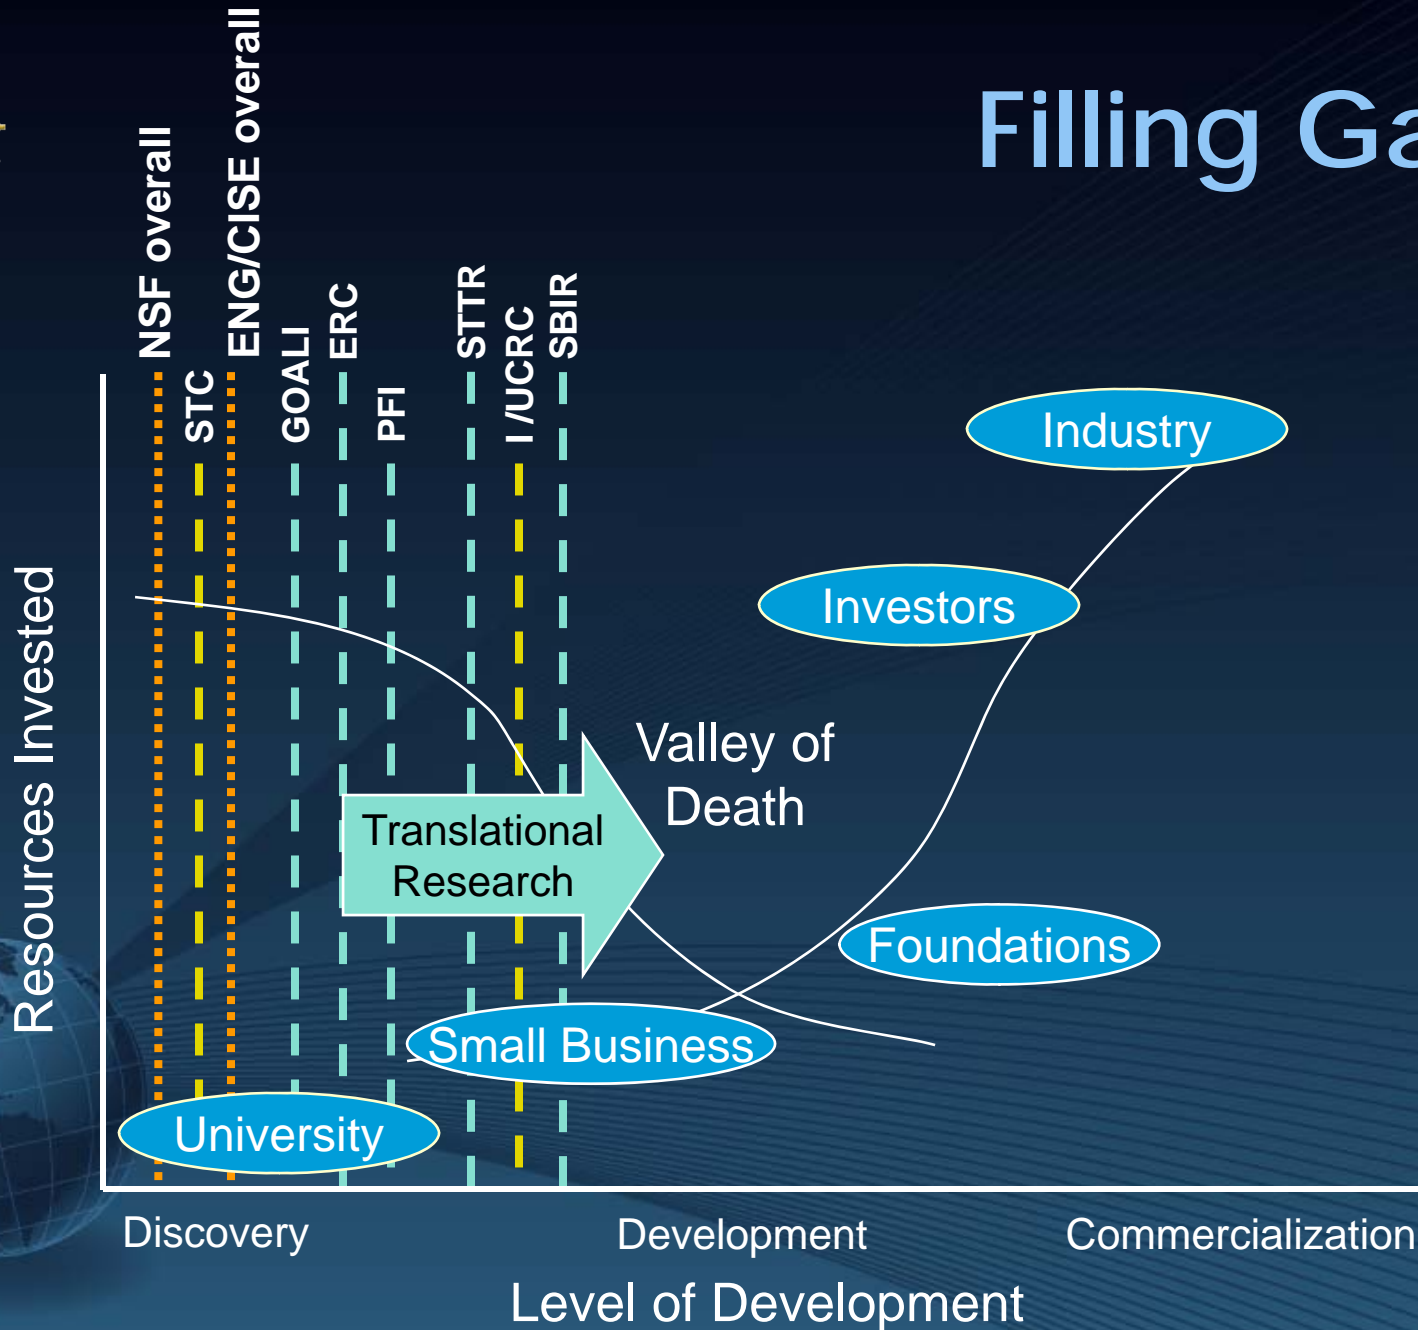 Filling Ga
NSF overall
STC
ENG/CISE overall
GOALI
ERC
PFI
STTR
I /UCRC
SBIR
Industry
Investors
Valley of
Death
Translational
Research
Foundations
Small Business
University
Resources Invested
Discovery
Development
Commercialization
Level of Development